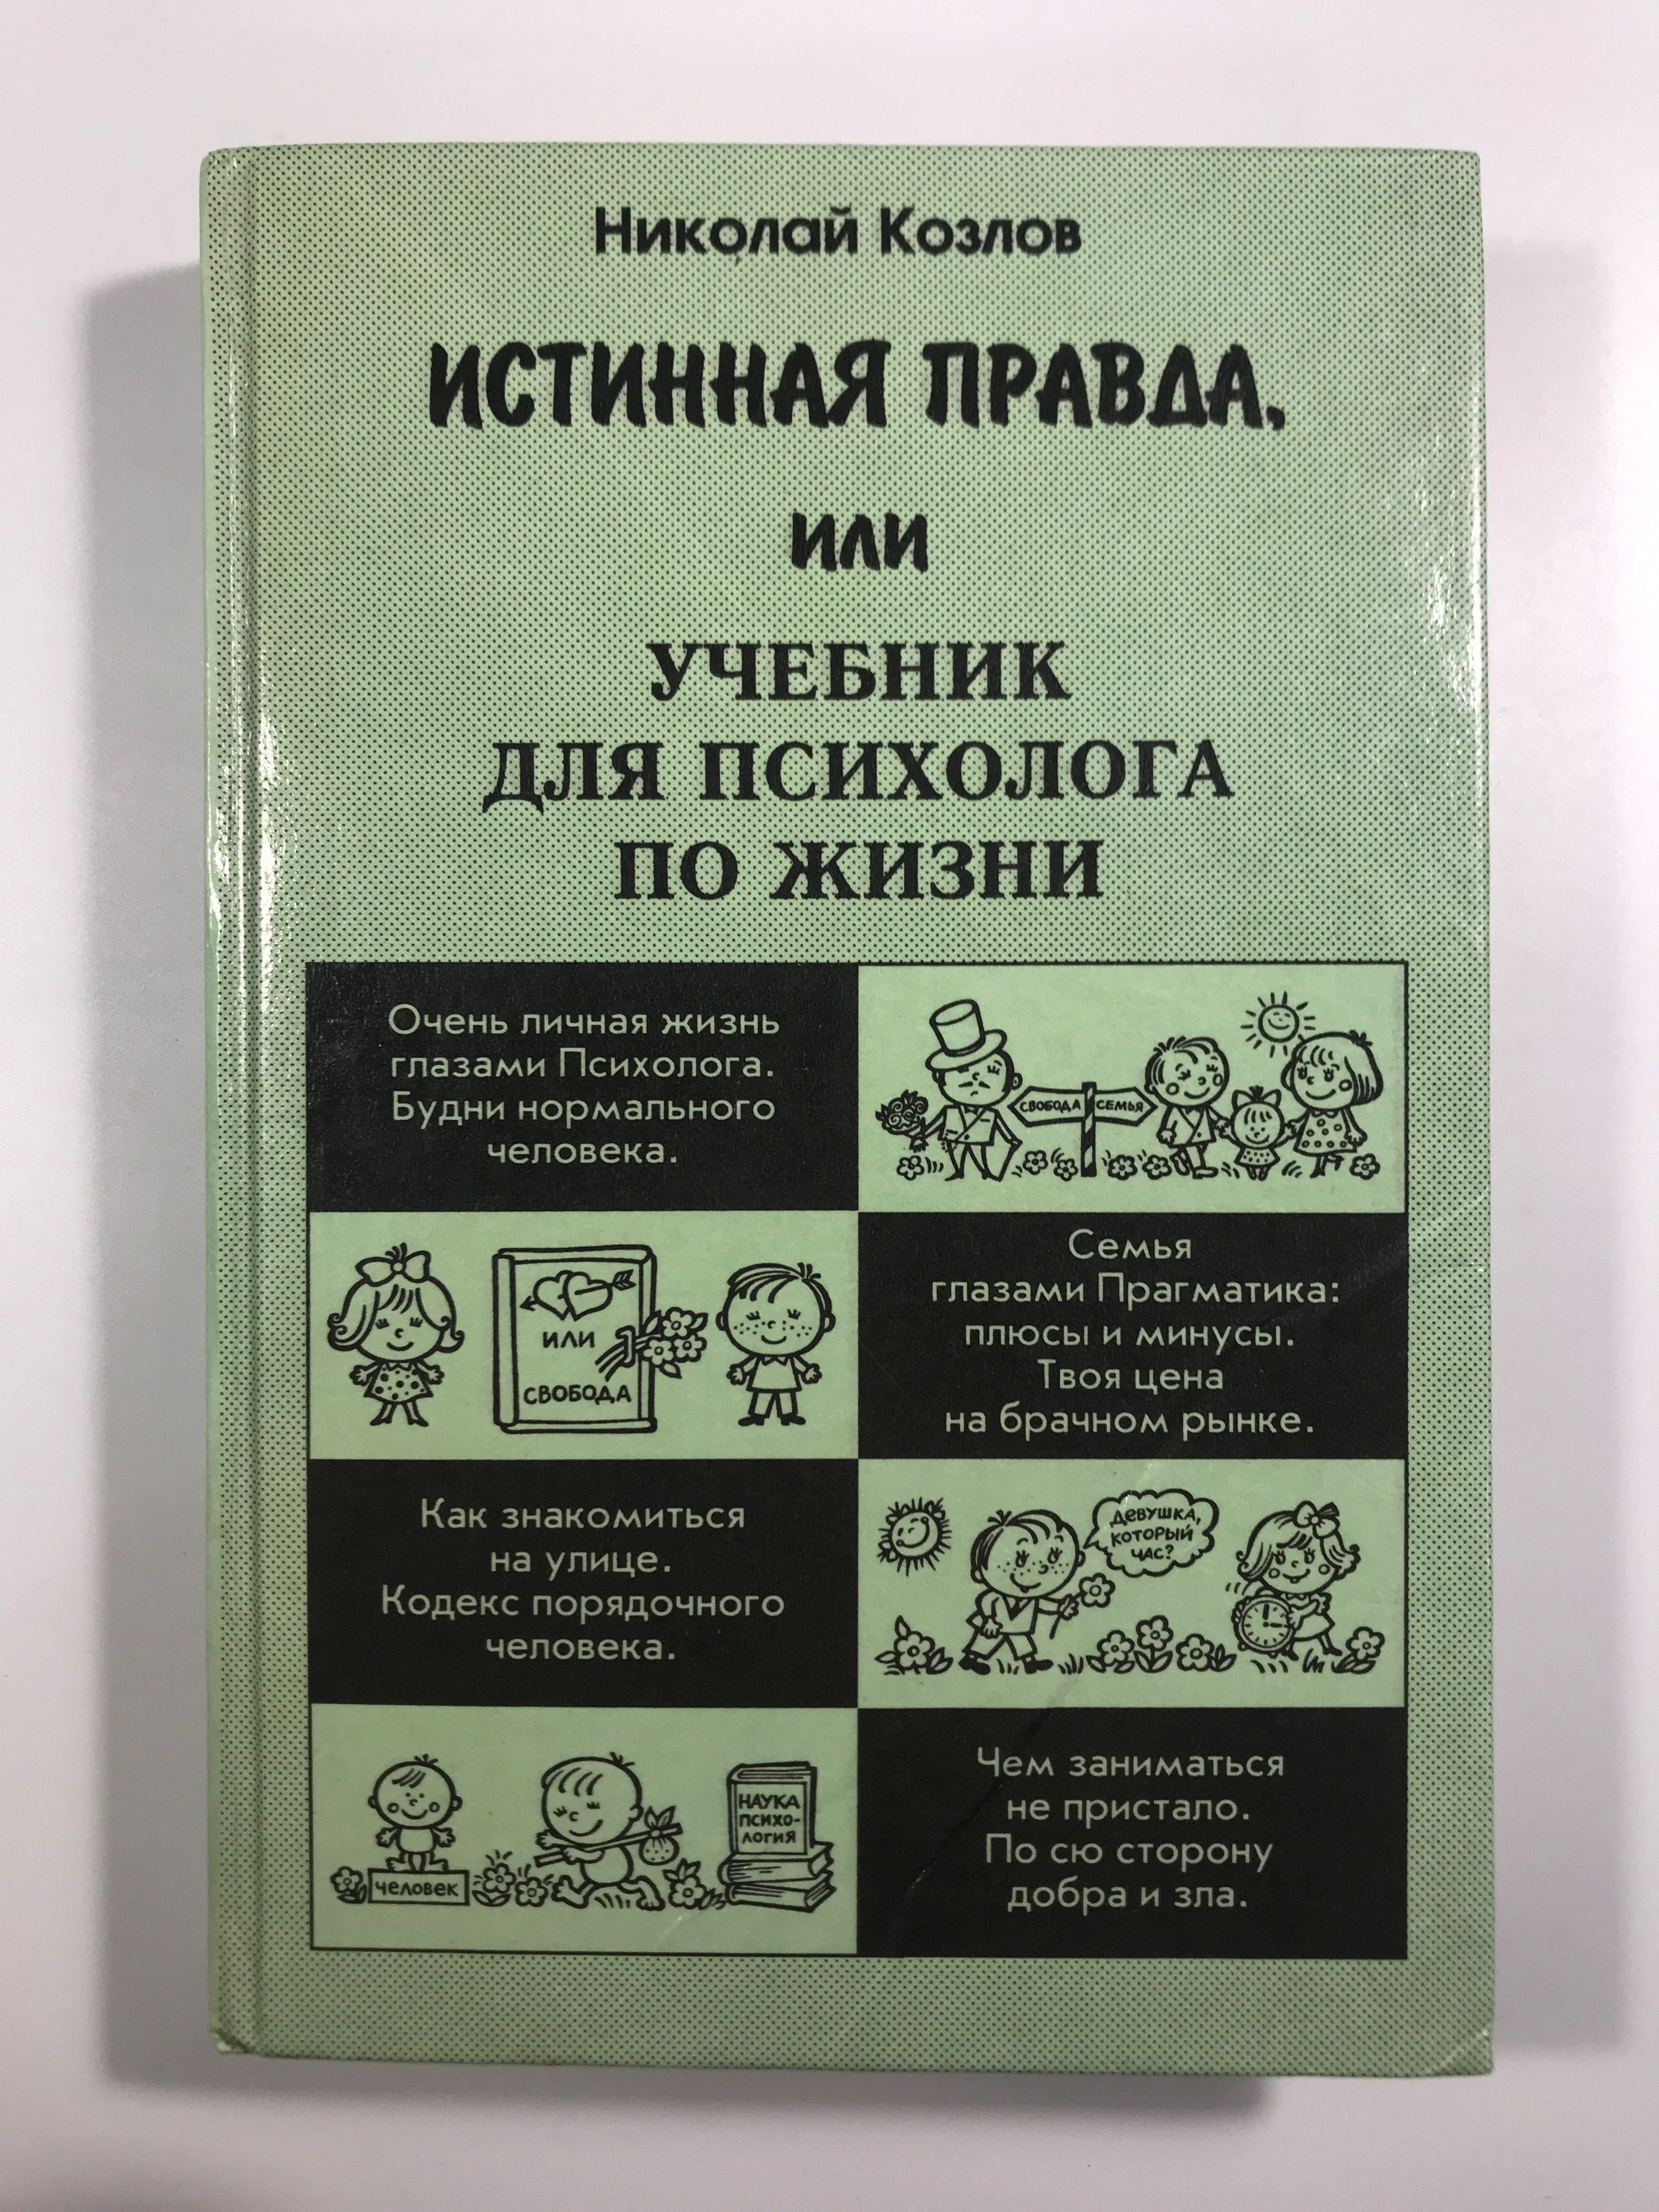 Николай Козлов
ИСТИННАЯ ПРАВДА,
ИЛИ
УЧЕБНИК
ДЛЯ ПСИХОЛОГА
ПО ЖИЗНИ
Очень личная жизнь
глазами Психолога.
Будни нормального
человека.
СВОБОДА СЕМЬЯ
ИЛИ
СВОБОДА
Семья
глазами Прагматика:
плюсы и минусы.
Твоя цена
на брачном рынке.
Как знакомиться
на улице.
Кодекс порядочного
человека.
ДЕВУШКА,
КОТОРЫЙ
ЧАС?
ЧЕЛОВЕК
НАУКА
ПСИХО-
ЛОГИЯ
Чем заниматься
не пристало.
По сю сторону
добра и зла.